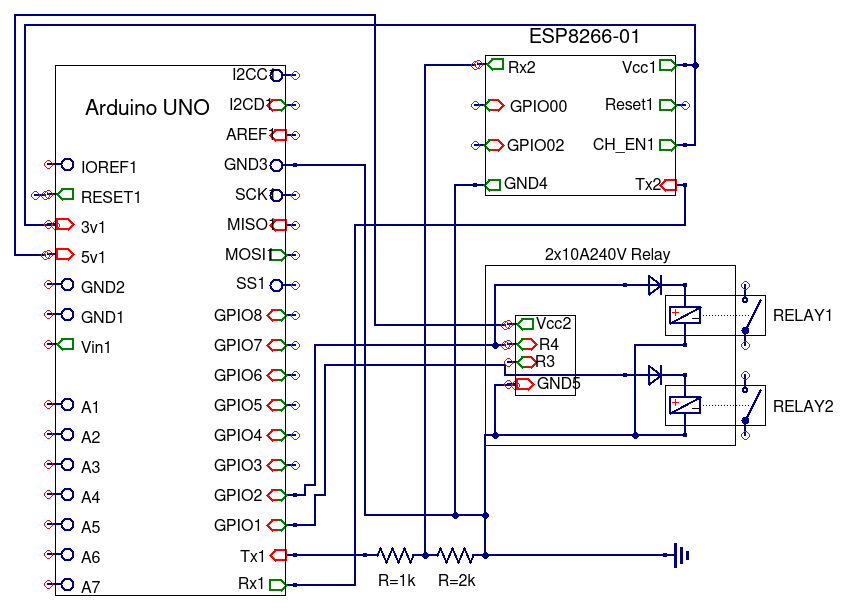 ESP8266-01
Rx2
Vcc1
GPIO00
Reset1
GPIO02
CH_EN1
GND4
Tx2
Arduino UNO
I2CC1
I2CD1
AREF1
GND3
SCK1
MISO1
MOSI1
SS1
GPIO8
GPIO7
GPIO6
GPIO5
GPIO4
GPIO3
GPIO2
GPIO1
Tx1
Rx1
IOREF1
RESET1
3v1
5v1
GND2
GND1
Vin1
A1
A2
A3
A4
A5
A6
A7
2x10A240V Relay
Vcc2
R4
R3
GND5
RELAY1
RELAY2
R=1k
R=2k